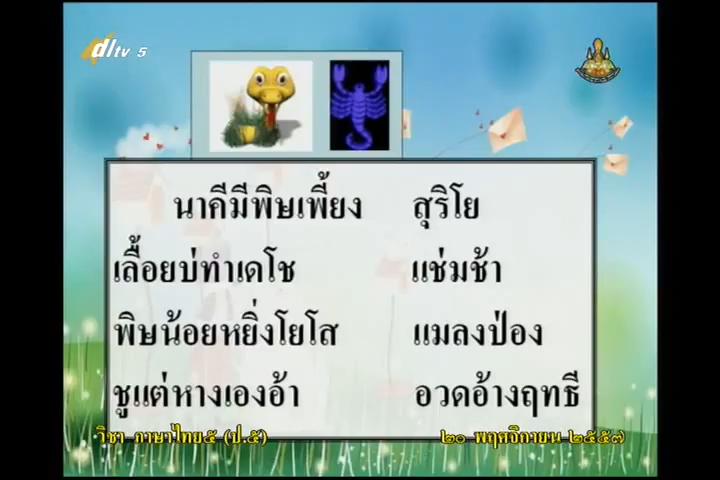 dltv 5
นาคีมีพิษเพี้ยง สุริโย
เลื้อยบ่ทำเดโช แช่มช้า
พิษน้อยหยิ่งโยโส แมลงป่อง
ชูแต่หางเองอ้า อวดอ้างฤทธี
วิชา ภาษาไทย๕ (ป.๕) ๒๑ พฤศจิกายน ๒๕๕๗